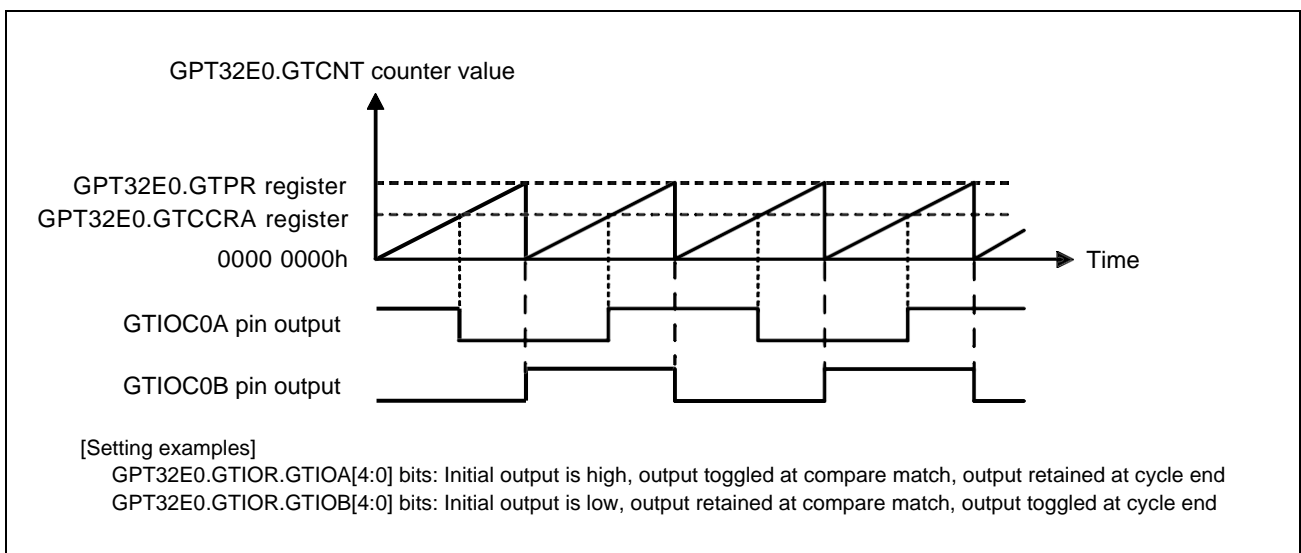 GPT32E0.GTCNT counter value
GPT32E0.GTPR register
GPT32E0.GTCCRA register
0000 0000h
Time
GTIOC0A pin output
GTIOC0B pin output
[Setting examples]
GPT32E0.GTIOR.GTIOA[4:0] bits: Initial output is high, output toggled at compare match, output retained at cycle end
GPT32E0.GTIOR.GTIOB[4:0] bits: Initial output is low, output retained at compare match, output toggled at cycle end